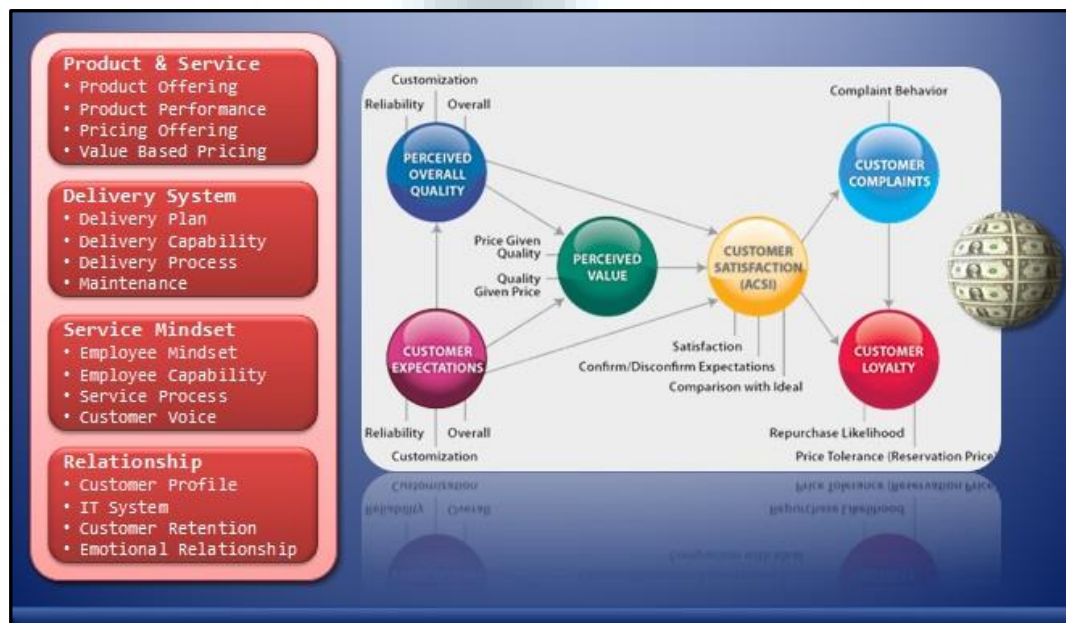 Product & Service
• Product Offering
• Product Performance
• Pricing Offering
• Value Based Pricing
Delivery System
• Delivery Plan
• Delivery Capability
• Delivery Process
• Maintenance
Service Mindset
• Employee Mindset
• Employee Capability
• Service Process
• Customer Voice
Relationship
• Customer Profile
• IT System
• Customer Retention
• Emotional Relationship
Customization
Reliability
Overall
PERCEIVED
OVERALL
QUALITY
Price Given
Quality
Quality
Given Price
PERCEIVED
VALUE
CUSTOMER
EXPECTATIONS
Reliability
Overall
Customization
CUSTOMER
SATISFACTION
(ACSI)
Satisfaction
Confirm/Disconfirm Expectations
Comparison with Ideal
Complaint Behavior
CUSTOMER
COMPLAINTS
CUSTOMER
LOYALTY
Repurchase Likelihood
Price Tolerance (Reservation Price)